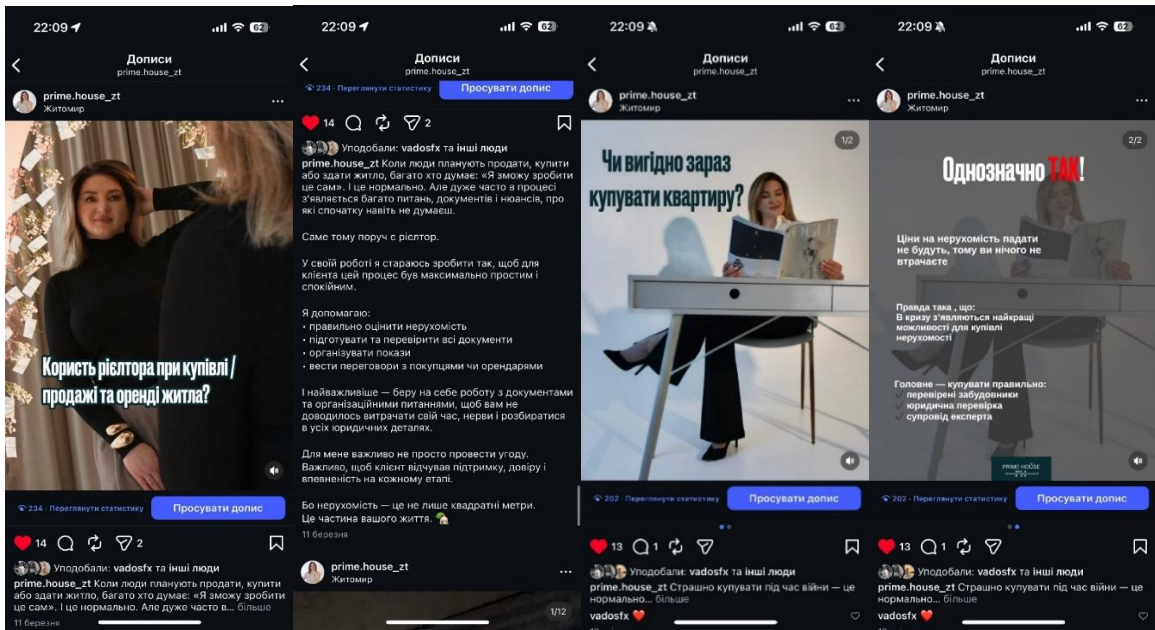 22:09
62
Дописи
prime.house_zt
prime.house_zt
Житомир
Користь рієлтора при купівлі /
продажі та оренді житла?
234 · Переглянути статистику
Просувати допис
14
2
Уподобали: vadosfx та інші люди
prime.house_zt Коли люди планують продати, купити
або здати житло, багато хто думає: «Я зможу зробити
це сам». І це нормально. Але дуже часто в... більше
11 березня
22:09
62
Дописи
prime.house_zt
234 · Переглянути статистику
Просувати допис
14
2
Уподобали: vadosfx та інші люди
prime.house_zt Коли люди планують продати, купити
або здати житло, багато хто думає: «Я зможу зробити
це сам». І це нормально. Але дуже часто в процесі
з'являється багато питань, документів і нюансів, про
які спочатку навіть не думаєш.
Саме тому поруч є рієлтор.
У своїй роботі я стараюсь зробити так, щоб для
клієнта цей процес був максимально простим і
спокійним.
Я допомагаю:
• правильно оцінити нерухомість
• підготувати та перевірити всі документи
• організувати покази
• вести переговори з покупцями чи орендарями
І найважливіше — беру на себе роботу з документами
та організаційними питаннями, щоб вам не
доводилось витрачати свій час, нерви і розбиратися
в усіх юридичних деталях.
Для мене важливо не просто провести угоду.
Важливо, щоб клієнт відчував підтримку, довіру і
впевненість на кожному етапі.
Бо нерухомість — це не лише квадратні метри.
Це частина вашого життя.
11 березня
prime.house_zt
Житомир
1/12
22:09
62
Дописи
prime.house_zt
prime.house_zt
Житомир
1/2
Чи вигідно зараз
купувати квартиру?
VOGUE
202 · Переглянути статистику
Просувати допис
13
1
Уподобали: vadosfx та інші люди
prime.house_zt Страшно купувати під час війни — це
нормально... більше
vadosfx
22:09
62
Дописи
prime.house_zt
prime.house_zt
Житомир
2/2
Однозначно ТАК!
Ціни на нерухомість падати
не будуть, тому ви нічого не
втрачаєте
Правда така , що:
В кризу з'являються найкращі
можливості для купівлі
нерухомості
Головне — купувати правильно:
перевірені забудовники
юридична перевірка
супровід експерта
PRIME HOUSE
202 · Переглянути статистику
Просувати допис
13
1
Уподобали: vadosfx та інші люди
prime.house_zt Страшно купувати під час війни — це
нормально... більше
vadosfx